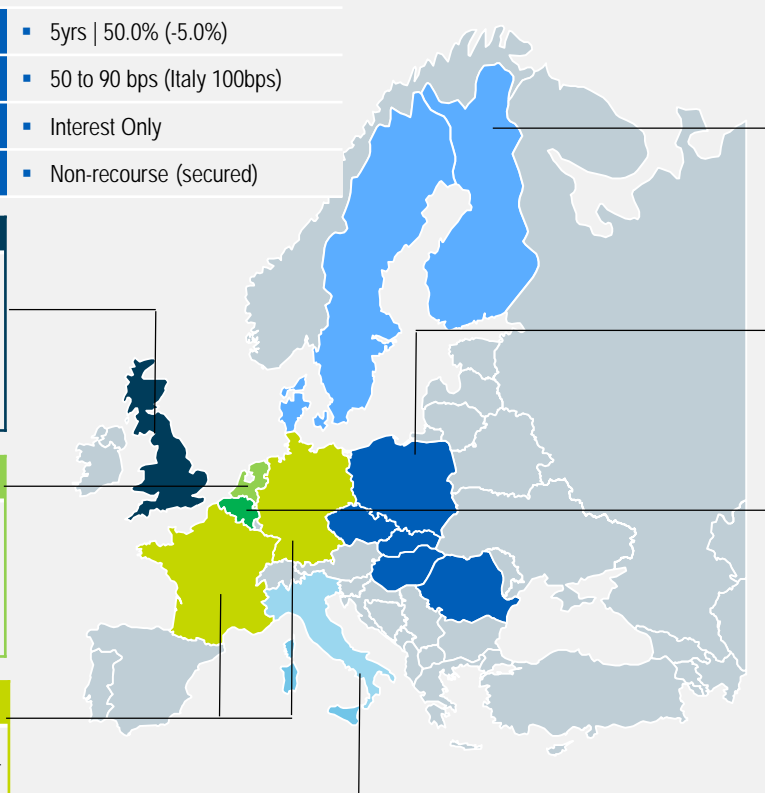 ▪ 5yrs | 50.0% (-5.0%)
▪ 50 to 90 bps (Italy 100bps)
▪ Interest Only
▪ Non-recourse (secured)